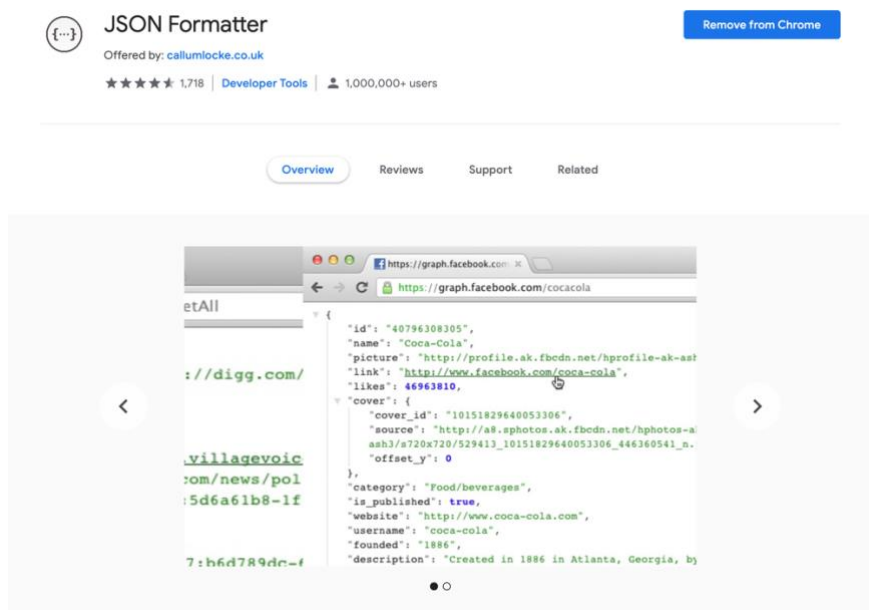 {···}
JSON Formatter
Remove from Chrome
Offered by: callumlocke.co.uk
1,718
Developer Tools
1,000,000+ users
Overview
Reviews
Support
Related
https://graph.facebook.com
https://graph.facebook.com/cocacola
etAll
://digg.com/
.villagevoic
com/news/pol
5d6a61b8-1f
7:b6d789dc-f
{
"id": "40796308305",
"name": "Coca-Cola",
"picture": "http://profile.ak.fbcdn.net/hprofile-ak-ash
"link": "http://www.facebook.com/coca-cola",
"likes": 46963810,
"cover": {
"cover_id": "10151829640053306",
"source": "http://a8.sphotos.ak.fbcdn.net/hphotos-a
ash3/s720x720/529413_10151829640053306_446360541_n.
"offset_y": 0
},
"category": "Food/beverages",
"is_published": true,
"website": "http://www.coca-cola.com",
"username": "coca-cola",
"founded": "1886",
"description": "Created in 1886 in Atlanta, Georgia, by